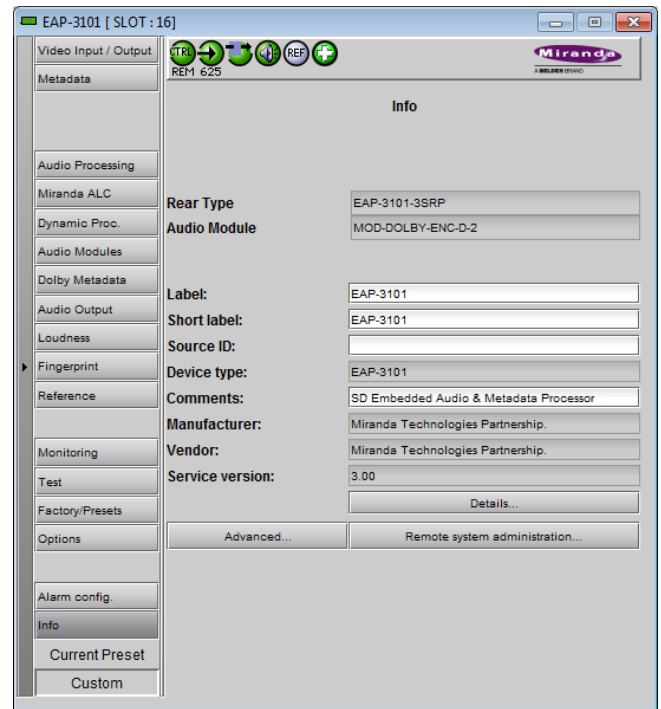 EAP-3101 [ SLOT : 16]
Video Input / Output
Metadata
Audio Processing
Miranda ALC
Dynamic Proc.
Audio Modules
Dolby Metadata
Audio Output
Loudness
Fingerprint
Reference
Monitoring
Test
Factory/Presets
Options
Alarm config.
Info
Current Preset
Custom
CTRL
REF
REM 625
Miranda
A BELDEN BRAND
Info
Rear Type EAP-3101-3SRP
Audio Module MOD-DOLBY-ENC-D-2
Label: EAP-3101
Short label: EAP-3101
Source ID:
Device type: EAP-3101
Comments: SD Embedded Audio & Metadata Processor
Manufacturer: Miranda Technologies Partnership.
Vendor: Miranda Technologies Partnership.
Service version: 3.00
Details...
Advanced... Remote system administration...